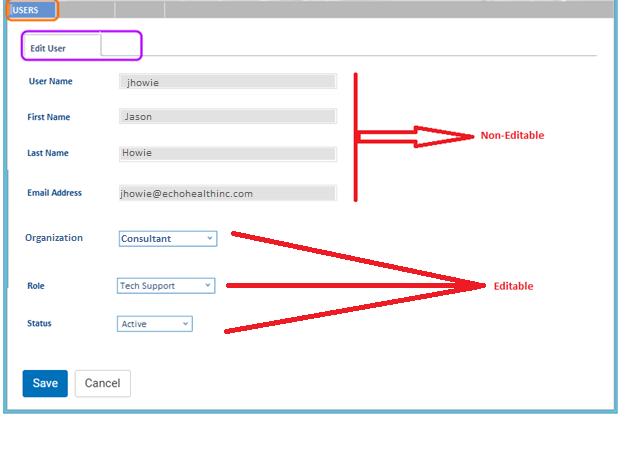 USERS
Edit User
User Name
jhowie
First Name
Jason
Non-Editable
Last Name
Howie
Email Address
jhowie@echohealthinc.com
Organization
Consultant
Role
Tech Support
Editable
Status
Active
Save
Cancel